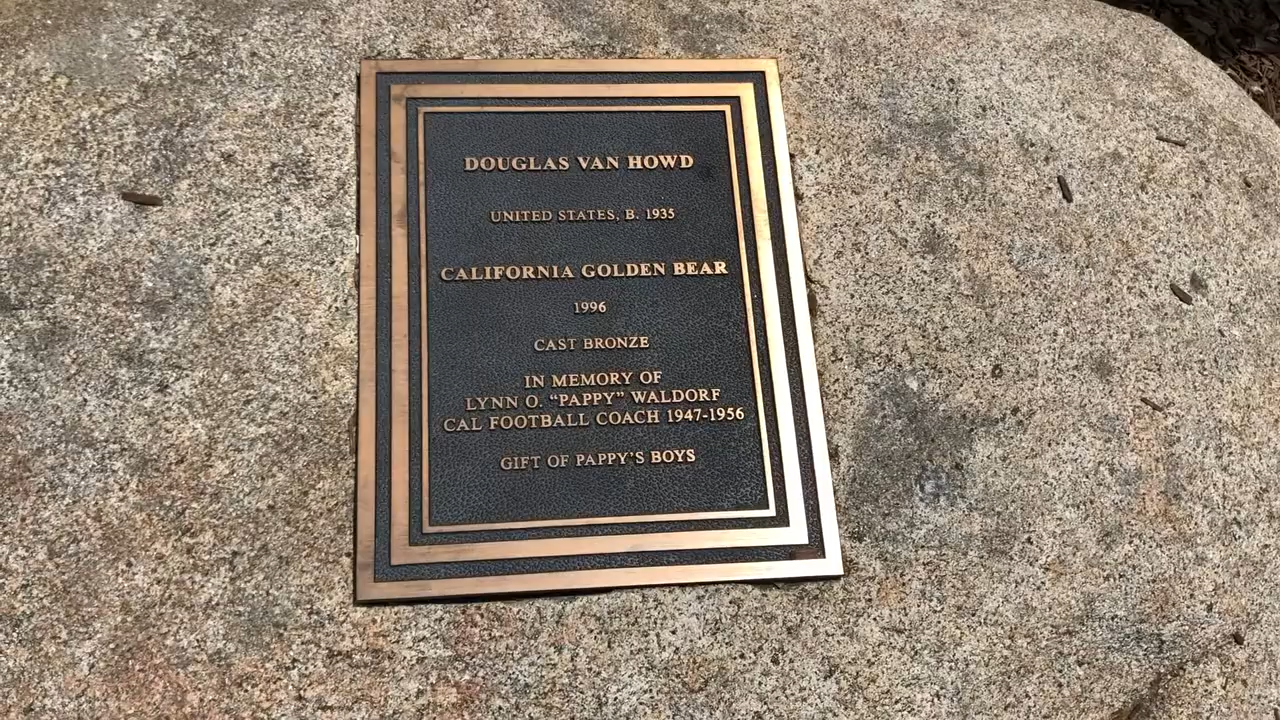 DOUGLAS VAN HOWD
UNITED STATES, B. 1935
CALIFORNIA GOLDEN BEAR
1996
CAST BRONZE
IN MEMORY OF
LYNN O. “PAPPY” WALDORF
CAL FOOTBALL COACH 1947-1956
GIFT OF PAPPY’S BOYS